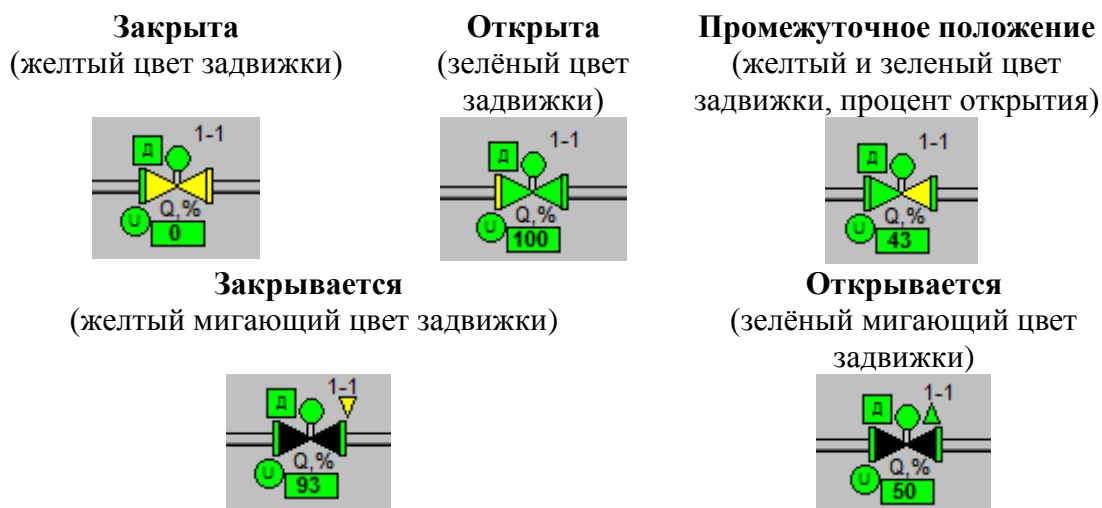 Закрыта
(желтый цвет задвижки)
Открыта
(зелёный цвет
задвижки)
Промежуточное положение
(желтый и зеленый цвет
задвижки, процент открытия)
Д
1-1
Q,%
U
0
Д
1-1
Q,%
U
100
Д
1-1
Q,%
U
43
Закрывается
(желтый мигающий цвет задвижки)
Открывается
(зелёный мигающий цвет
задвижки)
Д
1-1
Q,%
U
93
Д
1-1
Q,%
U
50